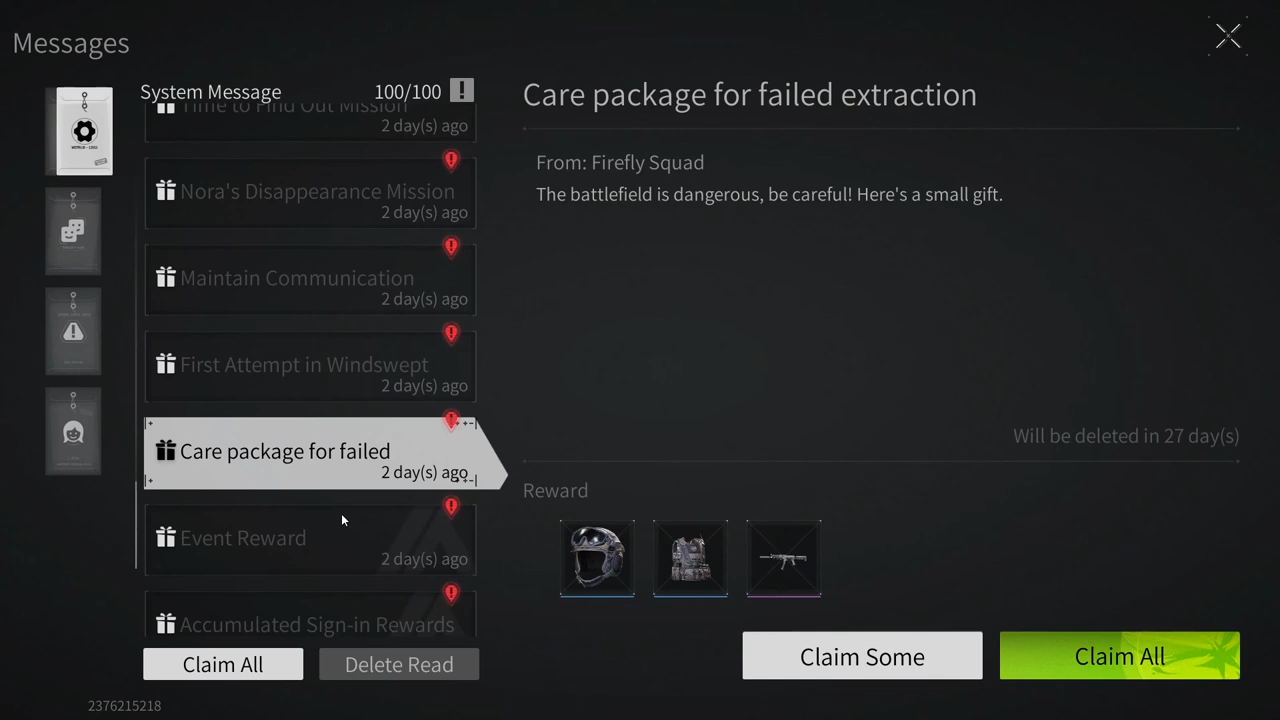 Messages
System Message 100/100
Time to Find Out Mission
2 day(s) ago
Nora's Disappearance Mission
2 day(s) ago
Maintain Communication
2 day(s) ago
First Attempt in Windswept
2 day(s) ago
Care package for failed
2 day(s) ago
Event Reward
2 day(s) ago
Accumulated Sign-in Rewards
Claim All
Delete Read
2376215218
Care package for failed extraction
From: Firefly Squad
The battlefield is dangerous, be careful! Here's a small gift.
Will be deleted in 27 day(s)
Reward
Claim Some
Claim All